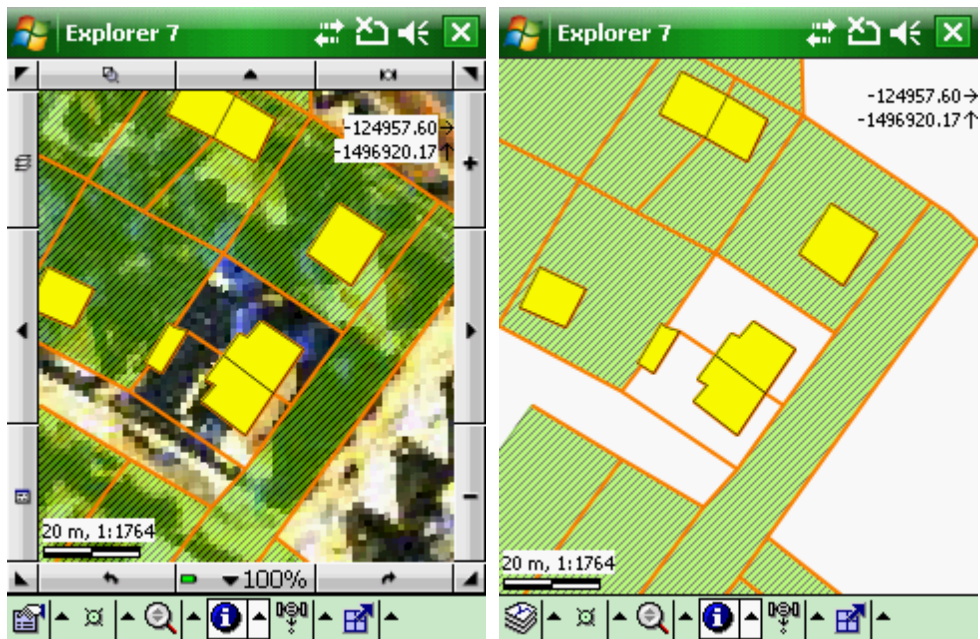 Explorer 7
-124957.60→
-1496920.17↑
20 m, 1:1764
100%
Explorer 7
-124957.60→
-1496920.17↑
20 m, 1:1764